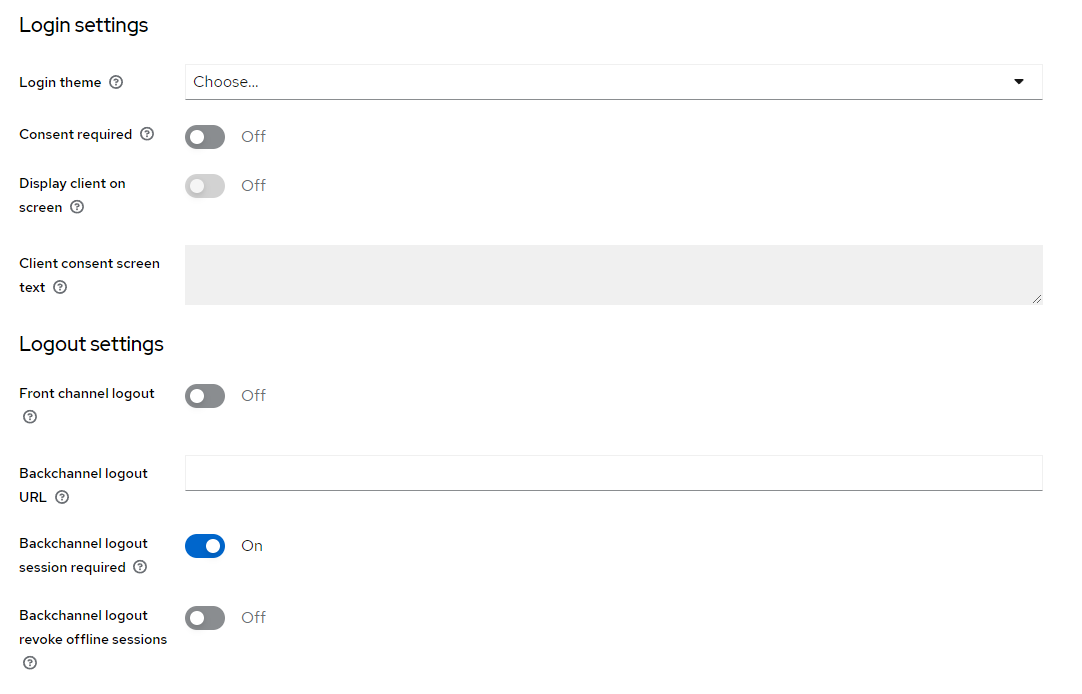 Login settings
Login theme
Choose...
Consent required
Off
Display client on
screen
Off
Client consent screen
text
Logout settings
Front channel logout
Off
Backchannel logout
URL
Backchannel logout
session required
On
Backchannel logout
revoke offline sessions
Off